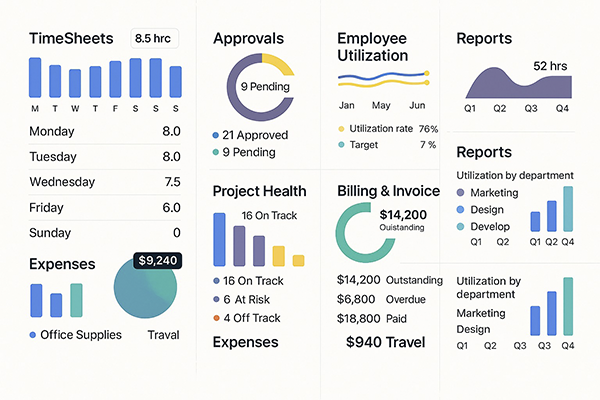 TimeSheets 8.5 hrc
M T W T F S S S
Monday 8.0
Tuesday 8.0
Wednesday 7.5
Friday 6.0
Sunday 0
Expenses
$9,240
Office Supplies Traval
Approvals
9 Pending
21 Approved
9 Pending
Project Health
16 On Track
16 On Track
6 At Risk
4 Off Track
Expenses
Employee
Utilization
Jan May Jun
Utilization rate 76%
Target 7 %
Billing & Invoice
$14,200
Ouistanding
$14,200 Outstanding
$6,800 Overdue
$18,800 Paid
$940 Travel
Reports
52 hrs
Q1 Q2 Q3 Q4
Reports
Utilization by department
Marketing
Design
Develop
Q1 Q2 Q2 Q4
Utilization by
department
Marketing
Design
Q1 Q2 Q3 Q3 Q4